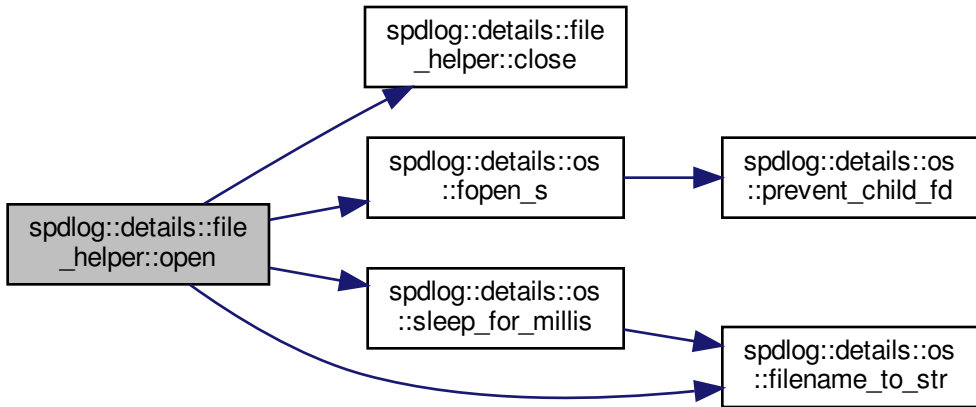 spdlog::details::file
_helper::close
spdlog::details::os
::fopen_s
spdlog::details::os
::prevent_child_fd
spdlog::details::file
_helper::open
spdlog::details::os
::sleep_for_millis
spdlog::details::os
::filename_to_str